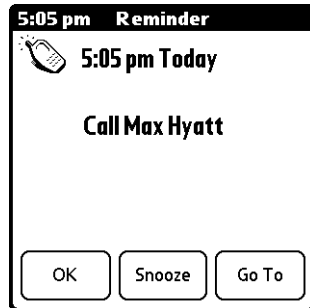 5:05 pm Reminder
5:05 pm Today
Call Max Hyatt
OK Snooze Go To